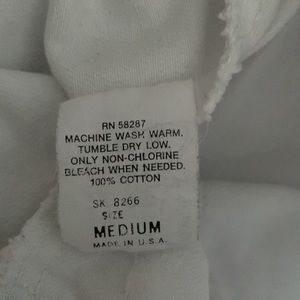 RN 58287
MACHINE WASH WARM.
TUMBLE DRY LOW.
ONLY NON-CHLORINE
BLEACH WHEN NEEDED.
100% COTTON
SK 8266
SIZE
MEDIUM
MADE IN U.S.A.